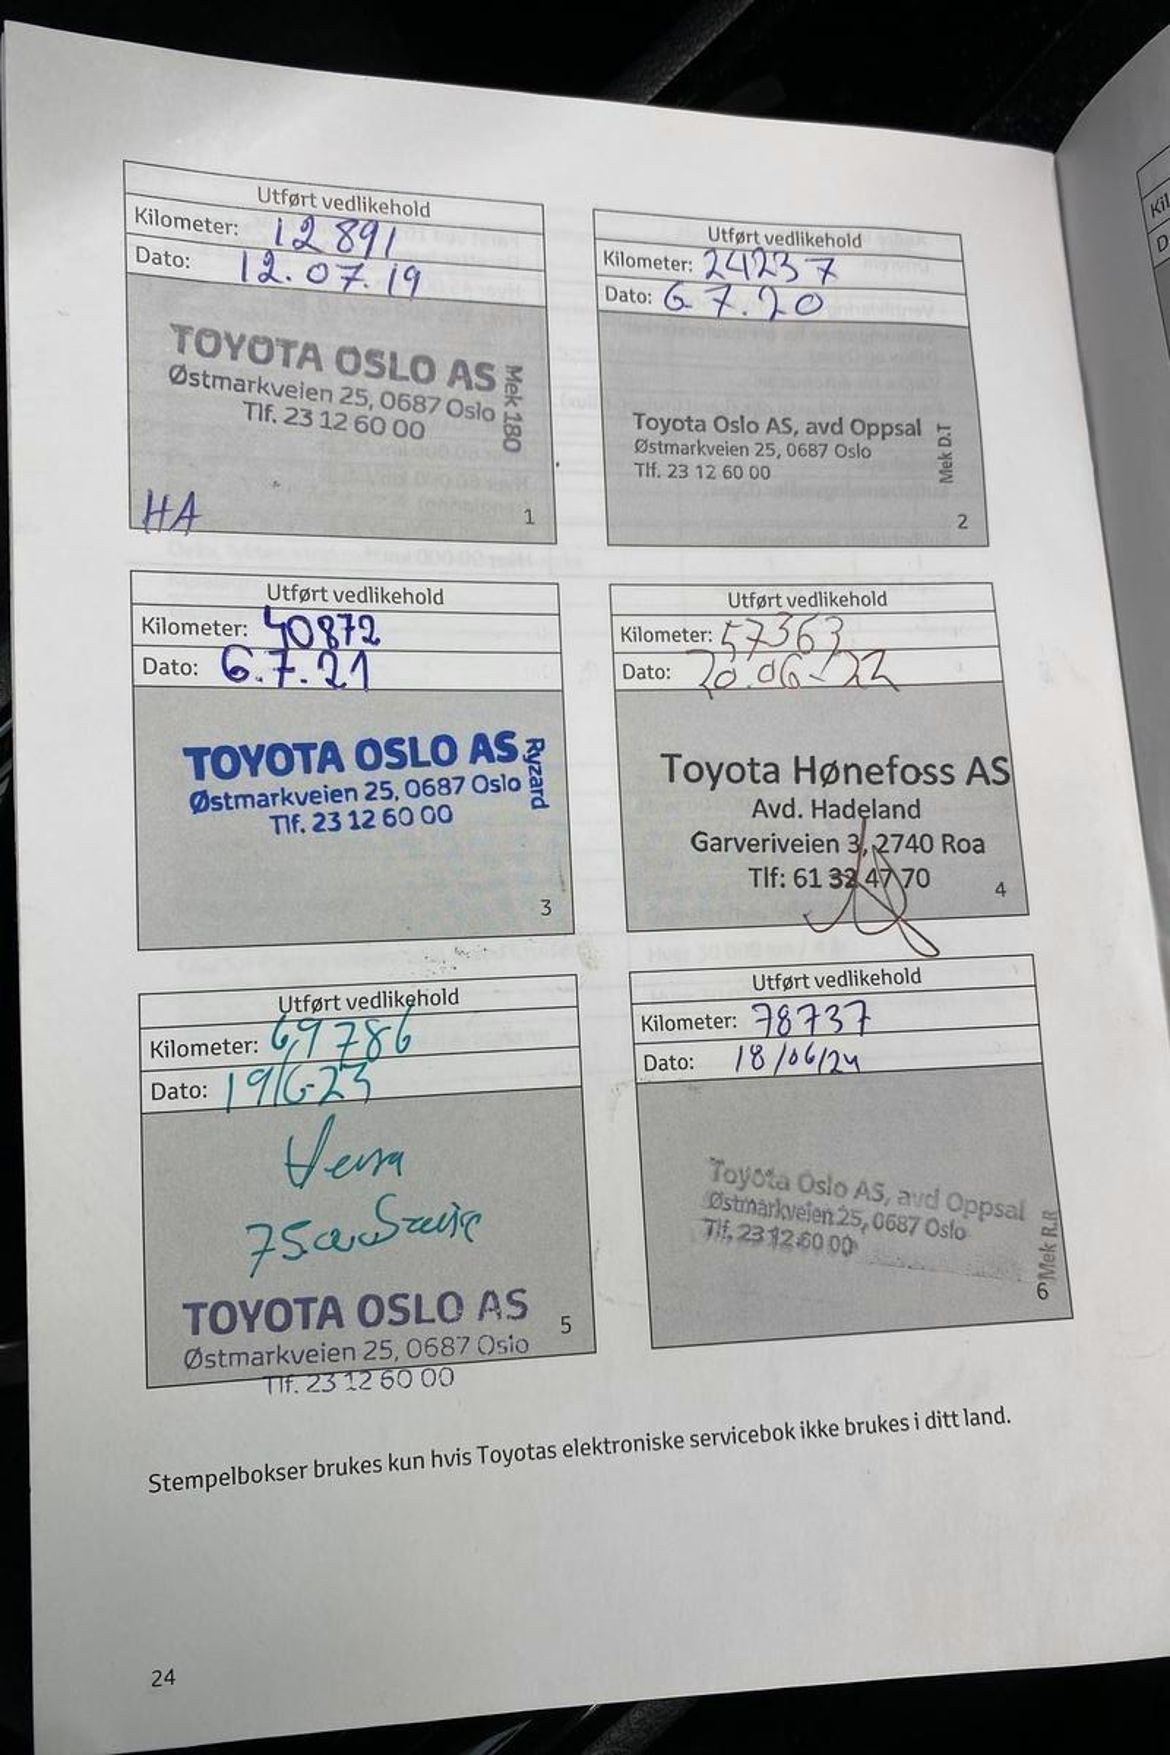 Utført vedlikehold
Kilometer: 12891
Dato: 12.07.19
TOYOTA OSLO AS
Østmarkveien 25, 0687 Oslo
Tlf. 23 12 60 00
Mek 180
HA
1
Utført vedlikehold
Kilometer: 24237
Dato: 6 7.20
Toyota Oslo AS, avd Oppsal
Østmarkveien 25, 0687 Oslo
Tlf. 23 12 60 00
Mek D.T
2
Utført vedlikehold
Kilometer: 40872
Dato: 6.7.21
TOYOTA OSLO AS
Østmarkveien 25, 0687 Oslo
Tlf. 23 12 60 00
Ryzard
3
Utført vedlikehold
Kilometer: 57363
Dato: 20.06-22
Toyota Hønefoss AS
Avd. Hadeland
Garveriveien 3, 2740 Roa
Tlf: 61 32 47 70
4
Utført vedlikehold
Kilometer: 69786
Dato: 19/6-23
TOYOTA OSLO AS
Østmarkveien 25, 0687 Oslo
Tlf. 23 12 60 00
5
Utført vedlikehold
Kilometer: 78737
Dato: 18/06/24
Toyota Oslo AS, avd Oppsal
Østmarkveien 25, 0687 Oslo
Tlf. 23 12 60 00
Mek R.R
6
Stempelbokser brukes kun hvis Toyotas elektroniske servicebok ikke brukes i ditt land.
24